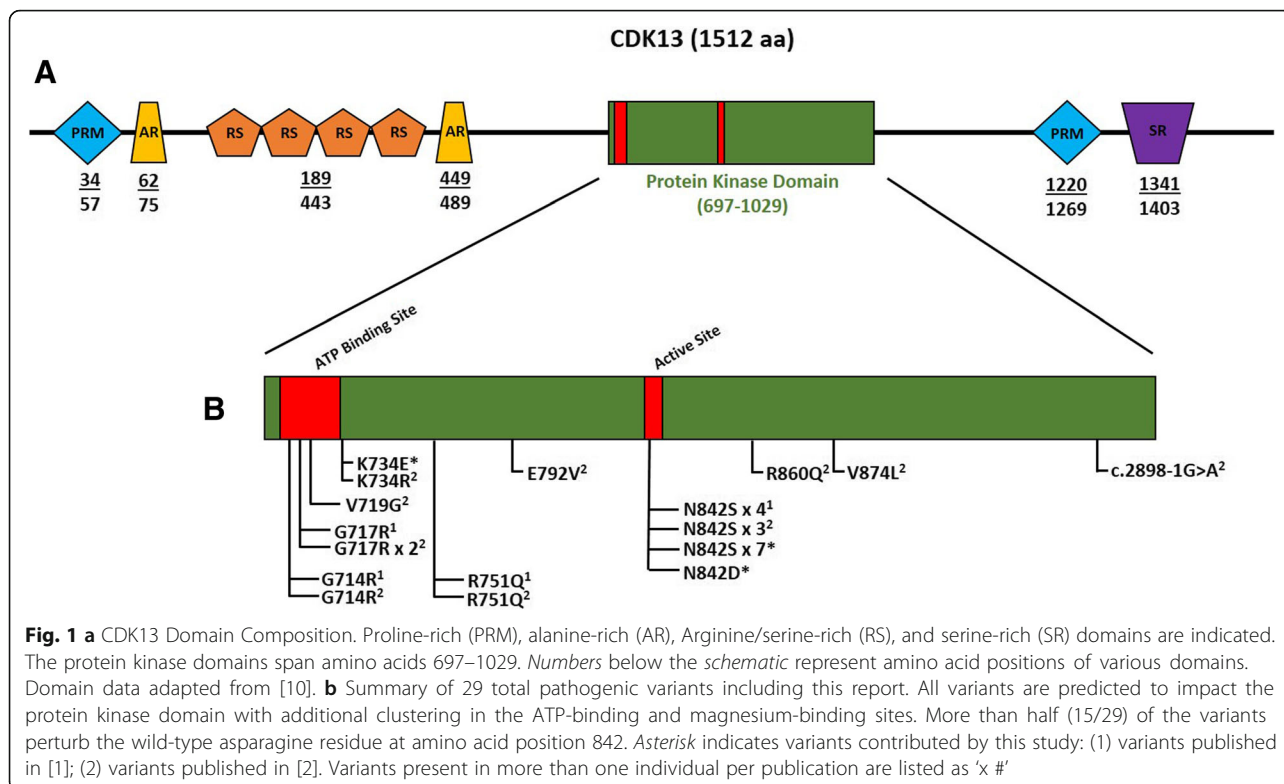 CDK13 (1512 aa)
A
PRM
AR
RS
RS
RS
RS
AR
PRM
SR
34
57
62
75
189
443
449
489
Protein Kinase Domain
(697-1029)
1220
1269
1341
1403
ATP Binding Site
Active Site
B
K734E*
K734R²
V719G²
G717R¹
G717R x 2²
G714R¹
G714R²
R751Q¹
R751Q²
E792V²
N842S x 4¹
N842S x 3²
N842S x 7*
N842D*
R860Q²
V874L²
c.2898-1G>A²
Fig. 1 a CDK13 Domain Composition. Proline-rich (PRM), alanine-rich (AR), Arginine/serine-rich (RS), and serine-rich (SR) domains are indicated.
The protein kinase domains span amino acids 697–1029. Numbers below the schematic represent amino acid positions of various domains.
Domain data adapted from [10]. b Summary of 29 total pathogenic variants including this report. All variants are predicted to impact the
protein kinase domain with additional clustering in the ATP-binding and magnesium-binding sites. More than half (15/29) of the variants
perturb the wild-type asparagine residue at amino acid position 842. Asterisk indicates variants contributed by this study: (1) variants published
in [1]; (2) variants published in [2]. Variants present in more than one individual per publication are listed as ‘x #’